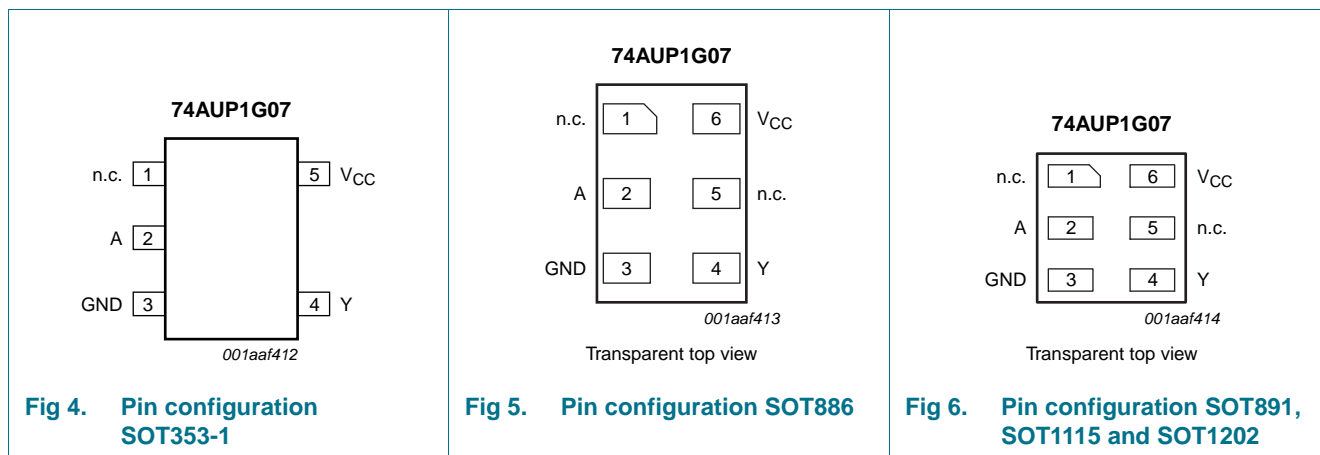 74AUP1G07
n.c. 1 5 VCC
A 2
GND 3 4 Y
001aaf412
Fig 4. Pin configuration
SOT353-1
74AUP1G07
n.c. 1 6 VCC
A 2 5 n.c.
GND 3 4 Y
001aaf413
Transparent top view
Fig 5. Pin configuration SOT886
74AUP1G07
n.c. 1 6 VCC
A 2 5 n.c.
GND 3 4 Y
001aaf414
Transparent top view
Fig 6. Pin configuration SOT891,
SOT1115 and SOT1202